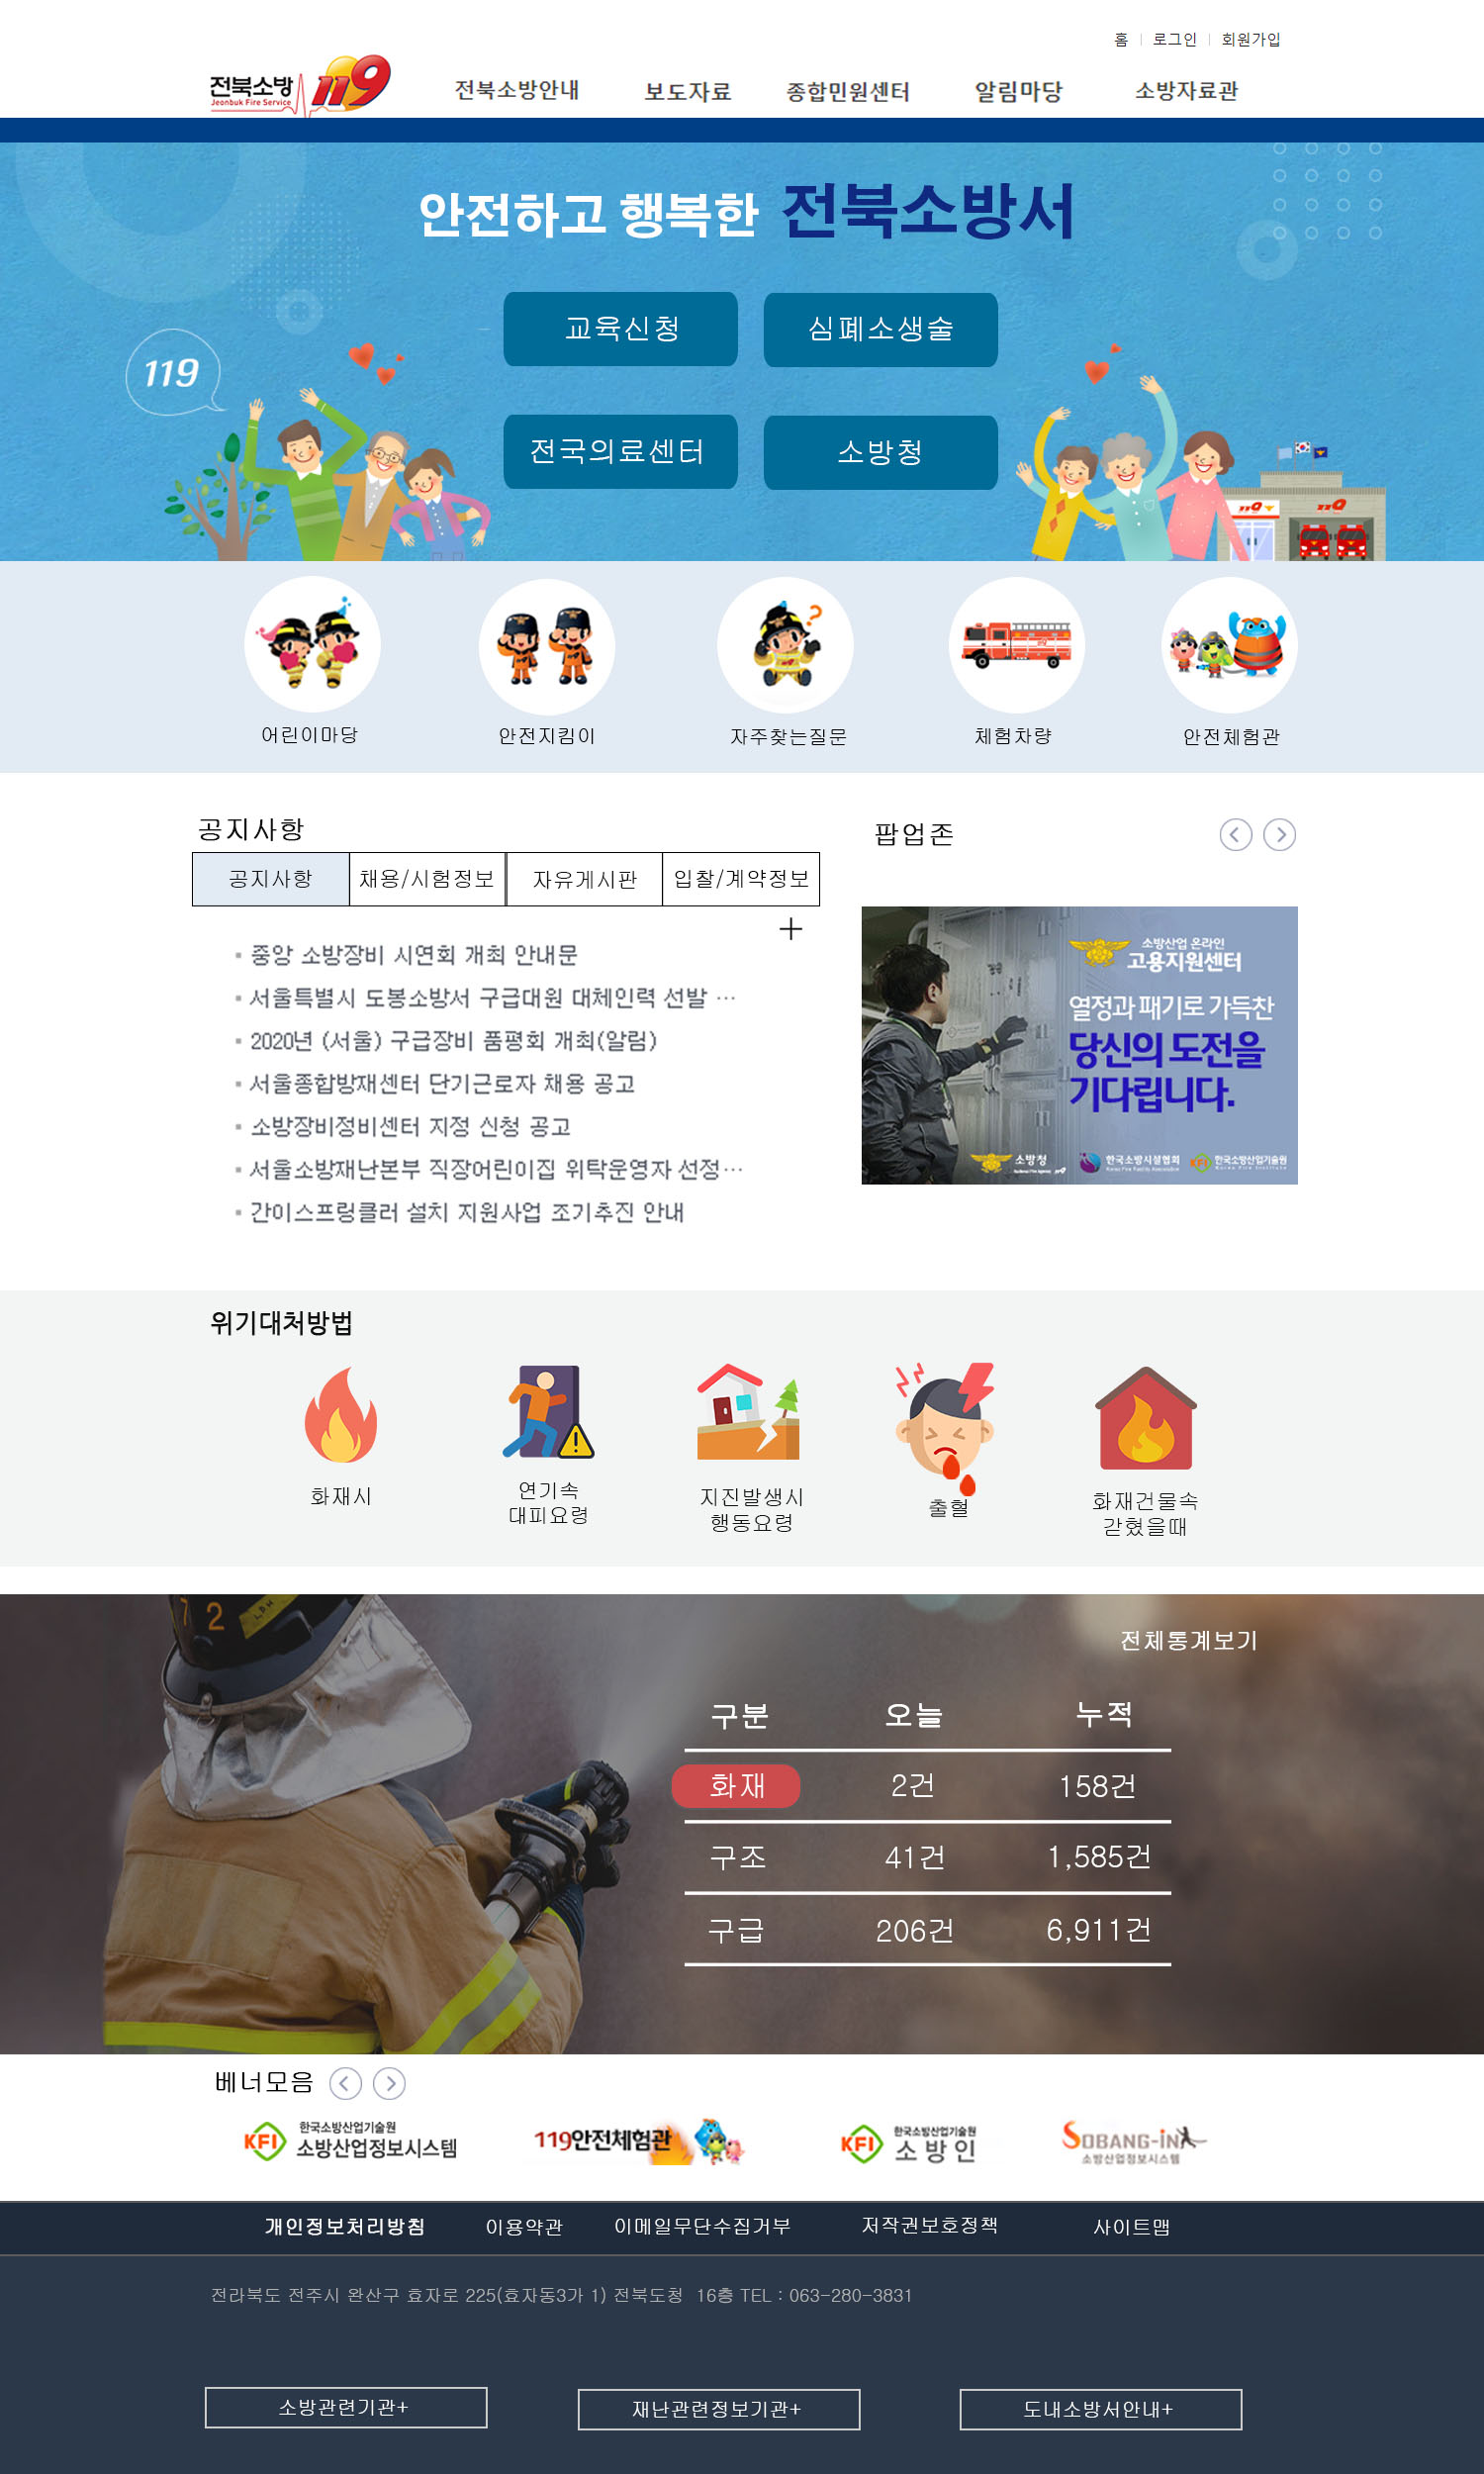 홈 | 로그인 | 회원가입
전북소방 119
Jeonbuk Fire Service
전북소방안내 보도자료 종합민원센터 알림마당 소방자료관
안전하고 행복한 전북소방서
교육신청 심폐소생술
119
전국의료센터 소방청
119 119
어린이마당 안전지킴이 자주찾는질문 체험차량 안전체험관
공지사항
공지사항 채용/시험정보 자유게시판 입찰/계약정보
+
중앙 소방장비 시연회 개최 안내문
서울특별시 도봉소방서 구급대원 대체인력 선발 …
2020년 (서울) 구급장비 품평회 개최(알림)
서울종합방재센터 단기근로자 채용 공고
소방장비정비센터 지정 신청 공고
서울소방재난본부 직장어린이집 위탁운영자 선정…
간이스프링클러 설치 지원사업 조기추진 안내
팝업존
소방산업 온라인
고용지원센터
열정과 패기로 가득찬
당신의 도전을
기다립니다.
소방청 한국소방시설협회 KFI 한국소방산업기술원
위기대처방법
화재시
연기속
대피요령
지진발생시
행동요령
출혈
화재건물속
갇혔을때
전체통계보기
구분 오늘 누적
화재 2건 158건
구조 41건 1,585건
구급 206건 6,911건
베너모음
KFI 한국소방산업기술원
소방산업정보시스템
119안전체험관
KFI 한국소방산업기술원
소방인
SOBANG-IN
소방산업정보시스템
개인정보처리방침 이용약관 이메일무단수집거부 저작권보호정책 사이트맵
전라북도 전주시 완산구 효자로 225(효자동3가 1) 전북도청 16층 TEL : 063-280-3831
소방관련기관+ 재난관련정보기관+ 도내소방서안내+